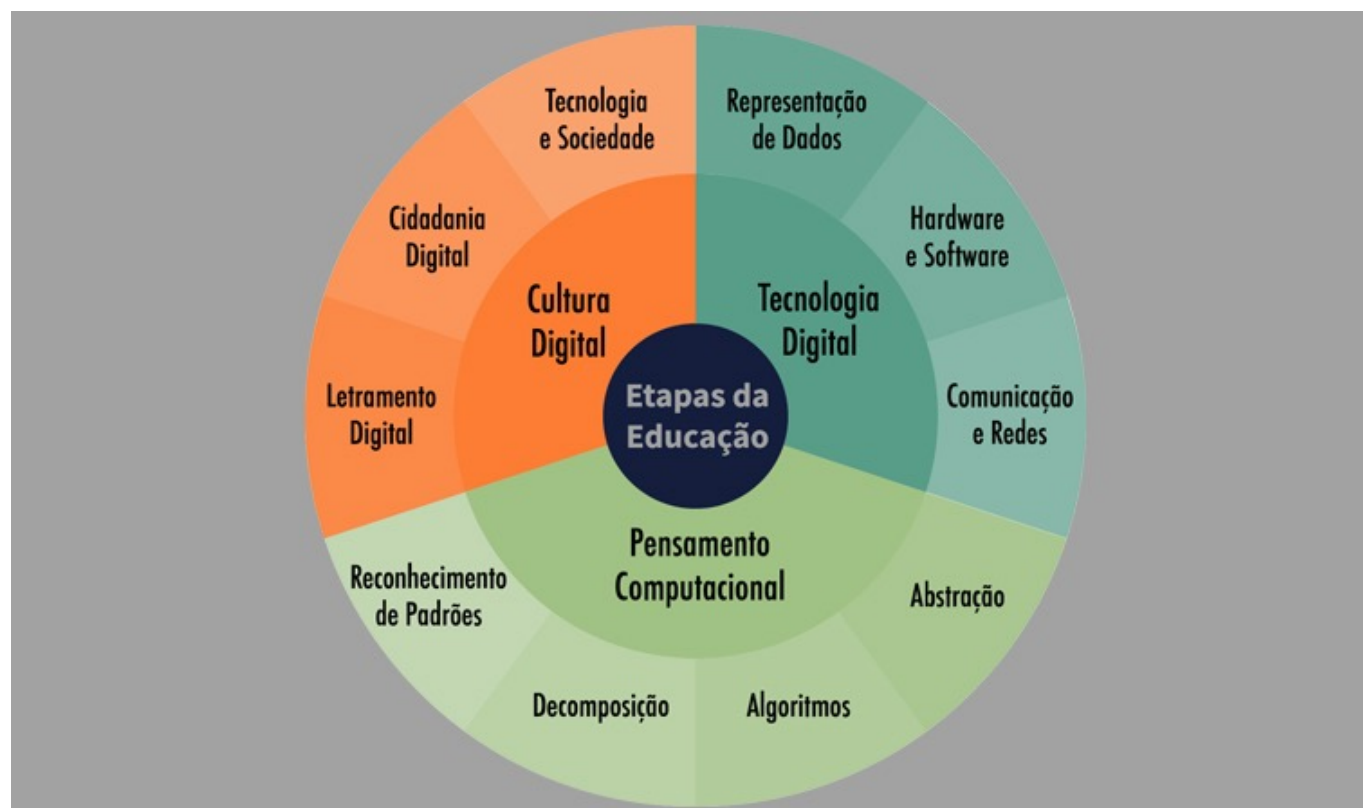 Tecnologia
e Sociedade
Representação
de Dados
Cidadania
Digital
Hardware
e Software
Cultura
Digital
Tecnologia
Digital
Letramento
Digital
Etapas da
Educação
Comunicação
e Redes
Pensamento
Computacional
Reconhecimento
de Padrões
Abstração
Decomposição
Algoritmos